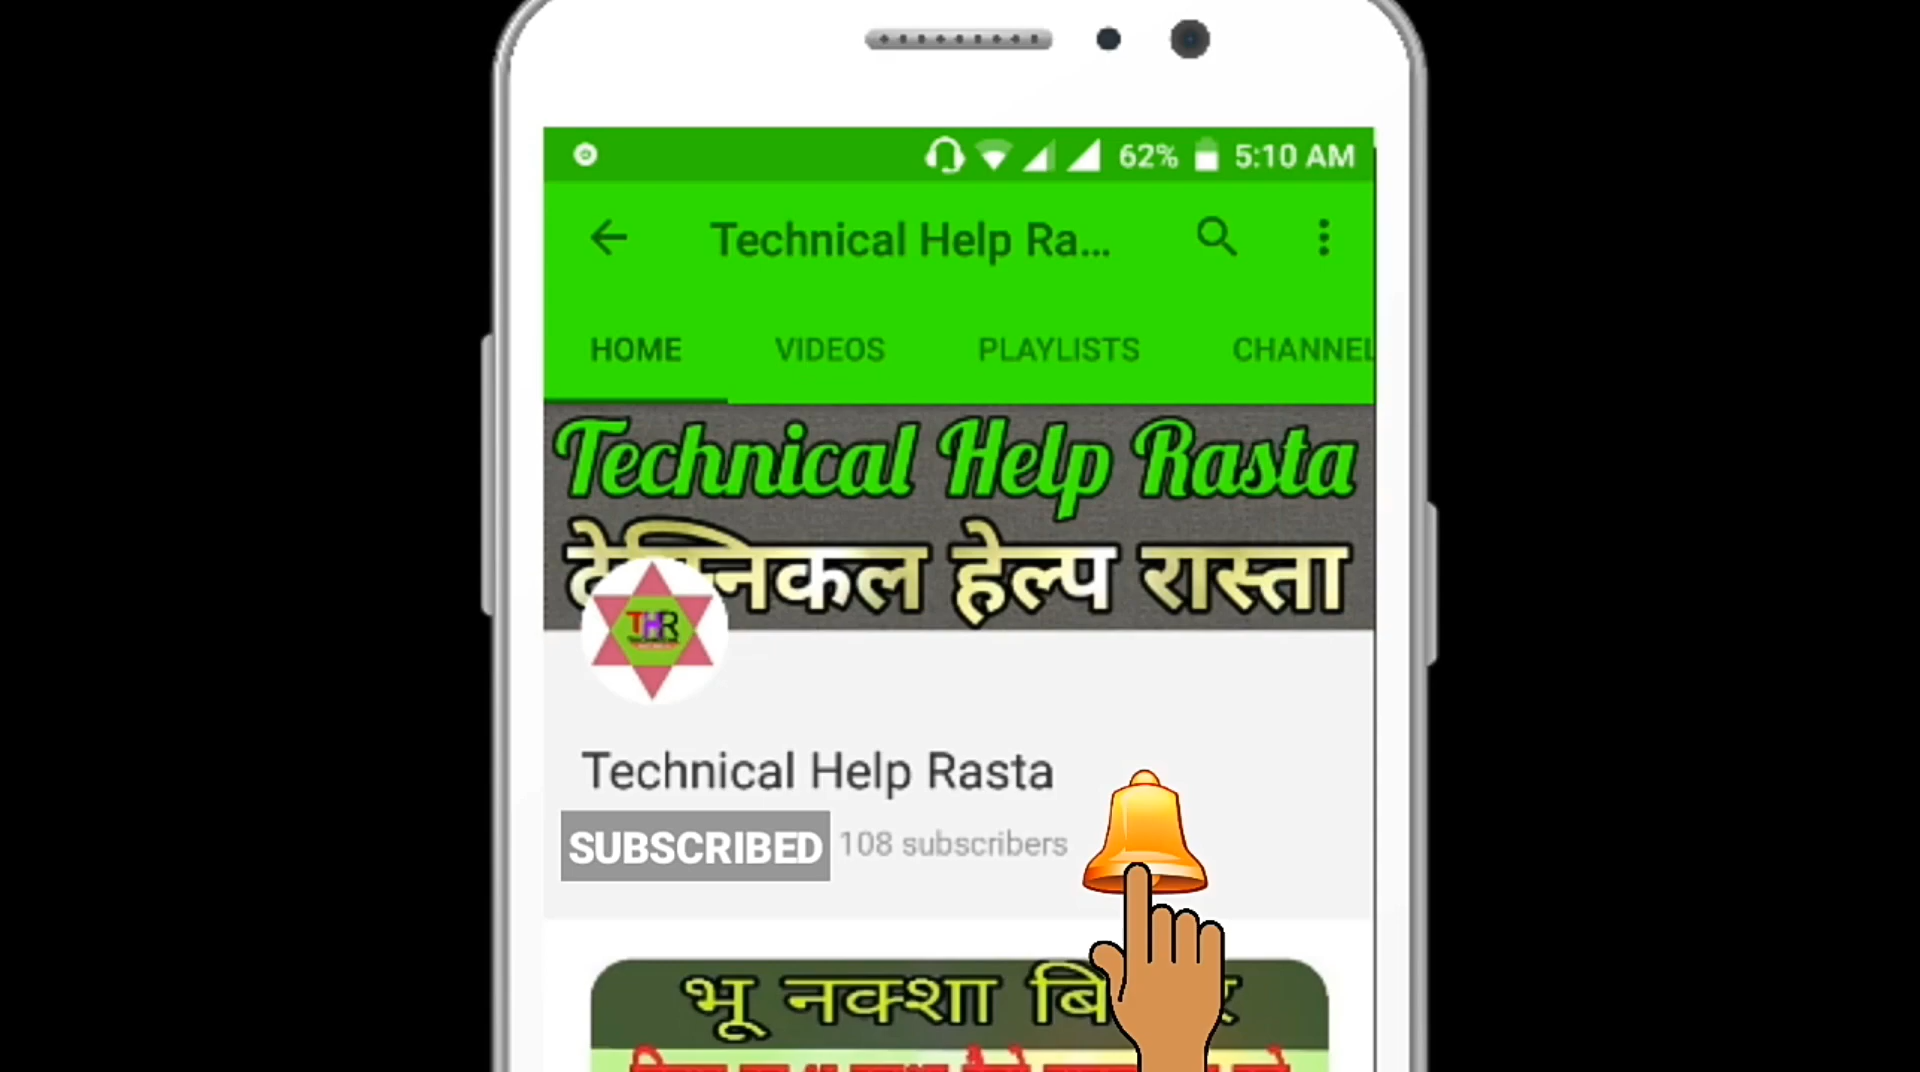 62% 5:10 AM
Technical Help Ra...
HOME VIDEOS PLAYLISTS CHANNEL
Technical Help Rasta
हेल्प रास्ता
THR
Technical Help Rasta
SUBSCRIBED 108 subscribers
भू नक्शा